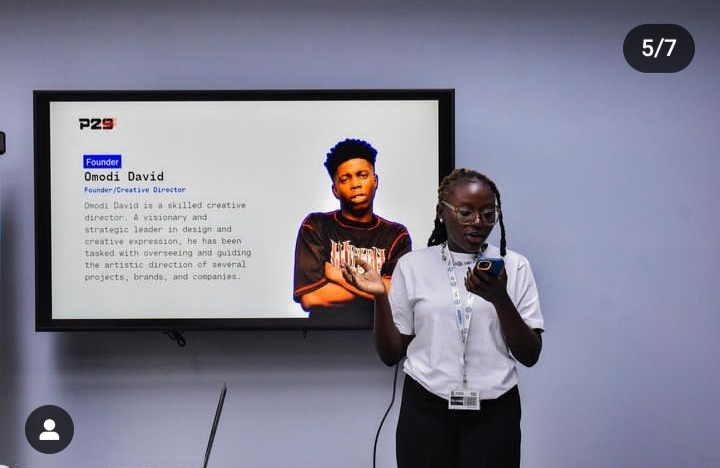 5/7
P29
Founder
Omodi David
Founder/Creative Director
Omodi David is a skilled creative
director. A visionary and
strategic leader in design and
creative expression, he has been
tasked with overseeing and guiding
the artistic direction of several
projects, brands, and companies.